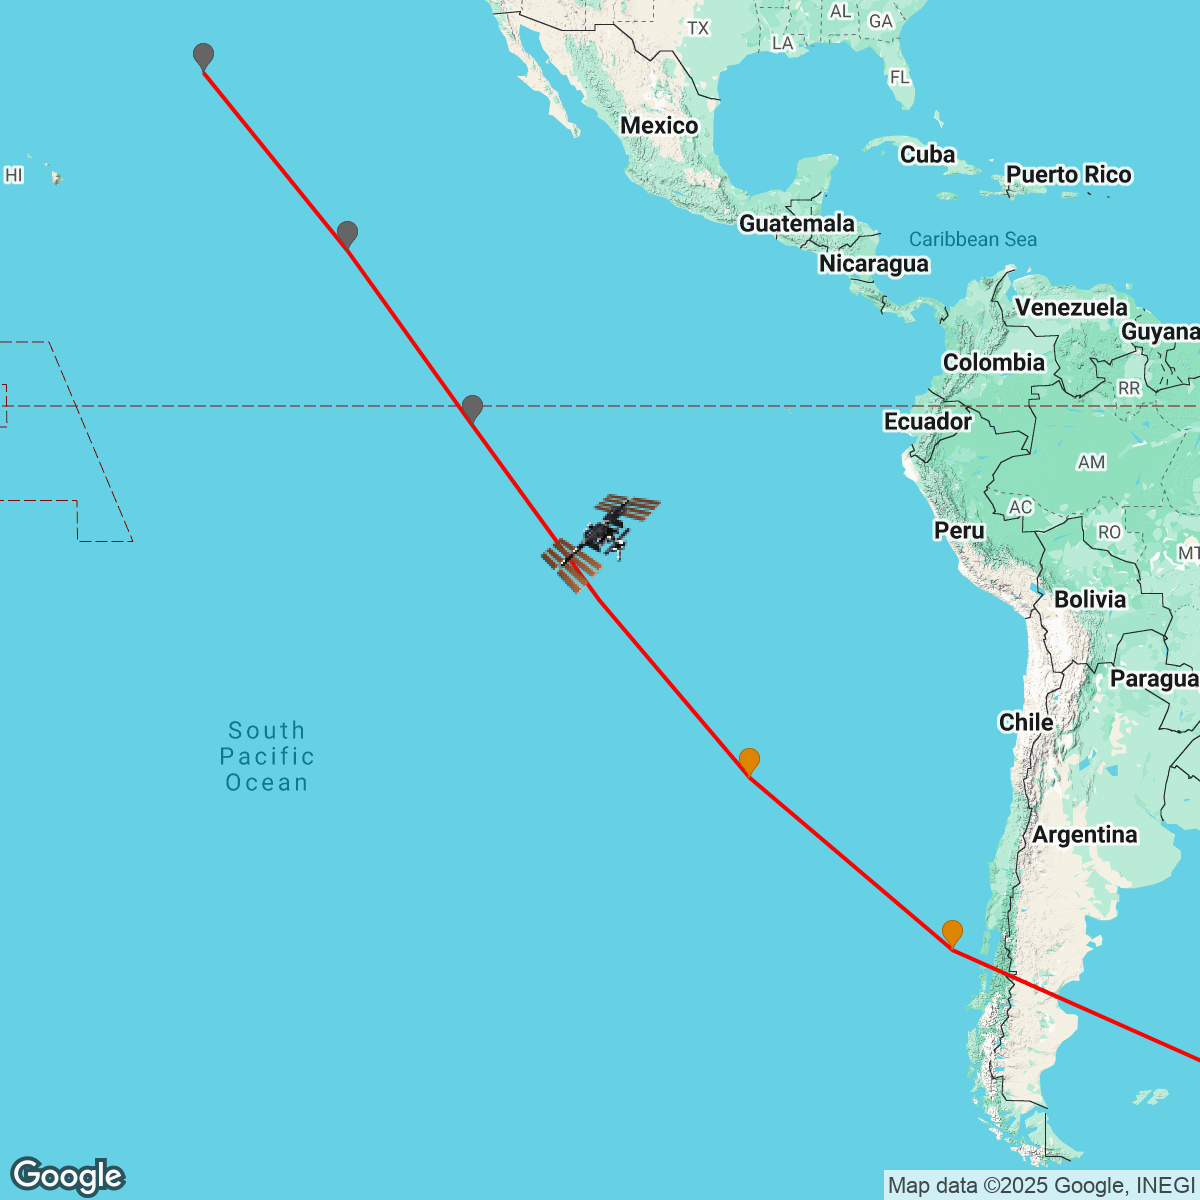 AL
GA
TX
LA
FL
Mexico
Cuba
HI
Puerto Rico
Guatemala
Caribbean Sea
Nicaragua
Venezuela
Guyana
Colombia
RR
Ecuador
AM
AC
Peru
RO
MT
Bolivia
Paragua
Chile
South
Pacific
Ocean
Argentina
Google
Map data ©2025 Google, INEGI